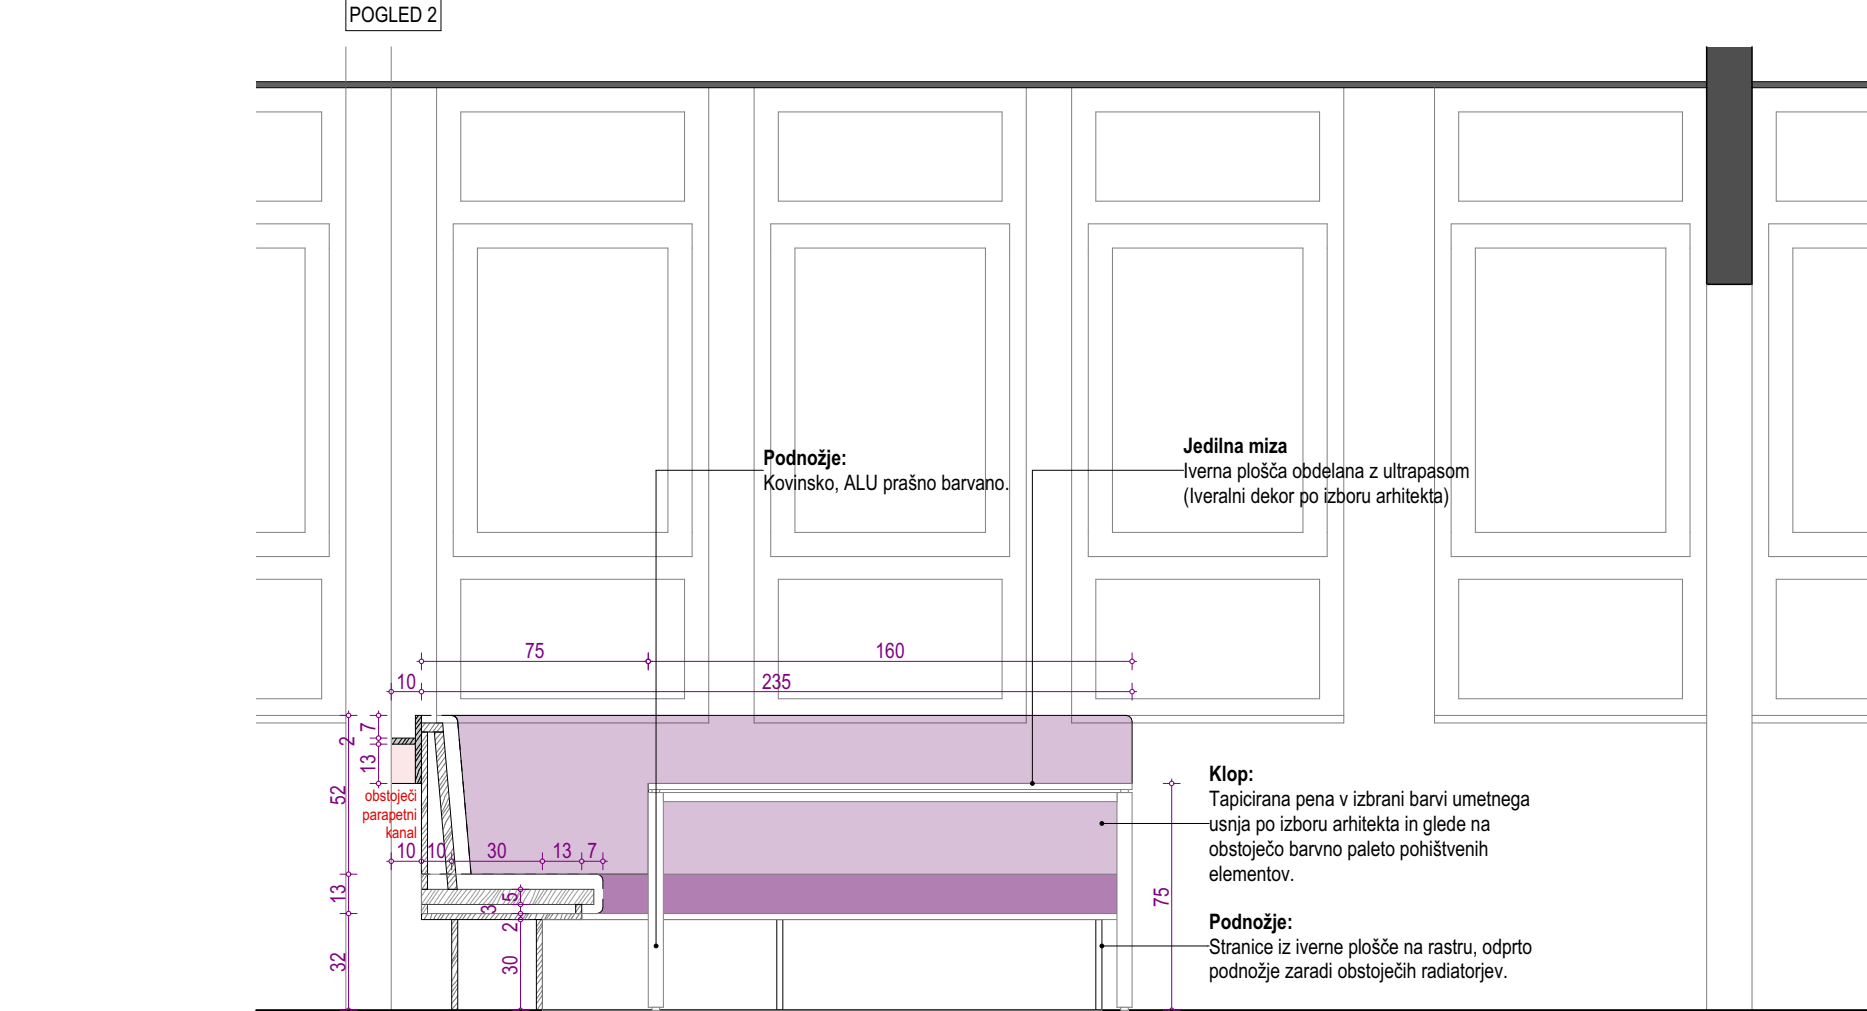 POGLED 2
Podnožje:
Kovinsko, ALU prašno barvano.
Jedilna miza
Iverna plošča obdelana z ultrapasom
(Iveralni dekor po izboru arhitekta)
75
160
10
235
7
2
13
52
obstoječi
parapetni
kanal
10
10
30
13
7
13
5
3
2
32
30
75
Klop:
Tapicirana pena v izbrani barvi umetnega
usnja po izboru arhitekta in glede na
obstoječo barvno paleto pohištvenih
elementov.
Podnožje:
Stranice iz iverne plošče na rastru, odprto
podnožje zaradi obstoječih radiatorjev.